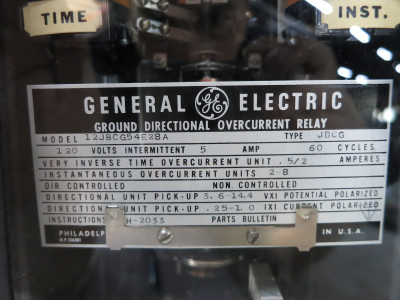 TIME INST.
GENERAL GE ELECTRIC
GROUND DIRECTIONAL OVERCURRENT RELAY
MODEL 12JBCG54E28A TYPE JBCG
120 VOLTS INTERMITTENT 5 AMP 60 CYCLES
VERY INVERSE TIME OVERCURRENT UNIT .5/2 AMPERES
INSTANTANEOUS OVERCURRENT UNITS 2-8
DIR. CONTROLLED NON. CONTROLLED
DIRECTIONAL UNIT PICK-UP 3.6-14.4 VXI POTENTIAL POLARIZED
DIRECTIONAL UNIT PICK-UP .25-1.0 IXI CURRENT POLARIZED
INSTRUCTIONS H-2033 PARTS BULLETIN
PHILADELP IN U.S.A.